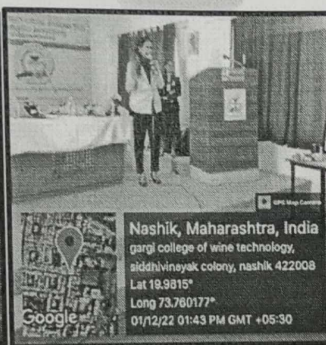 GPS Map Camera
Nashik, Maharashtra, India
gargi college of wine technology,
siddhivinayak colony, nashik 422008
Lat 19.9815°
Long 73.760177°
01/12/22 01:43 PM GMT +05:30
Google